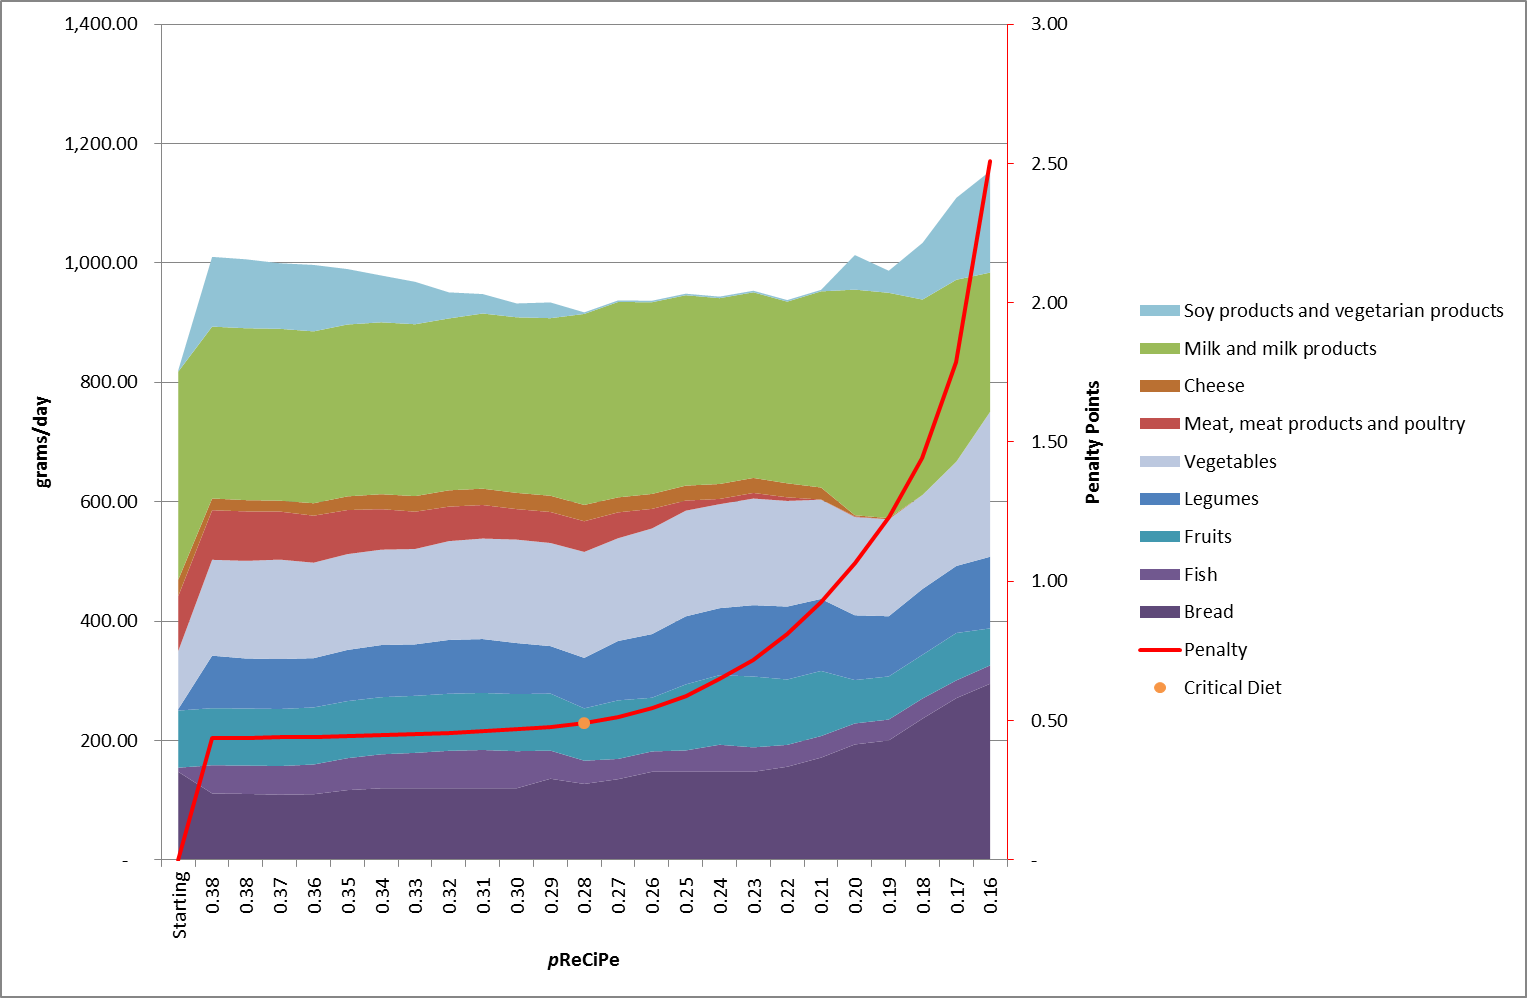 1,400.00
1,200.00
1,000.00
800.00
600.00
400.00
200.00
-
grams/day
3.00
2.50
2.00
1.50
1.00
0.50
-
Penalty Points
Starting
0.38
0.38
0.37
0.36
0.35
0.34
0.33
0.32
0.31
0.30
0.29
0.28
0.27
0.26
0.25
0.24
0.23
0.22
0.21
0.20
0.19
0.18
0.17
0.16
pReCiPe
Soy products and vegetarian products
Milk and milk products
Cheese
Meat, meat products and poultry
Vegetables
Legumes
Fruits
Fish
Bread
Penalty
Critical Diet